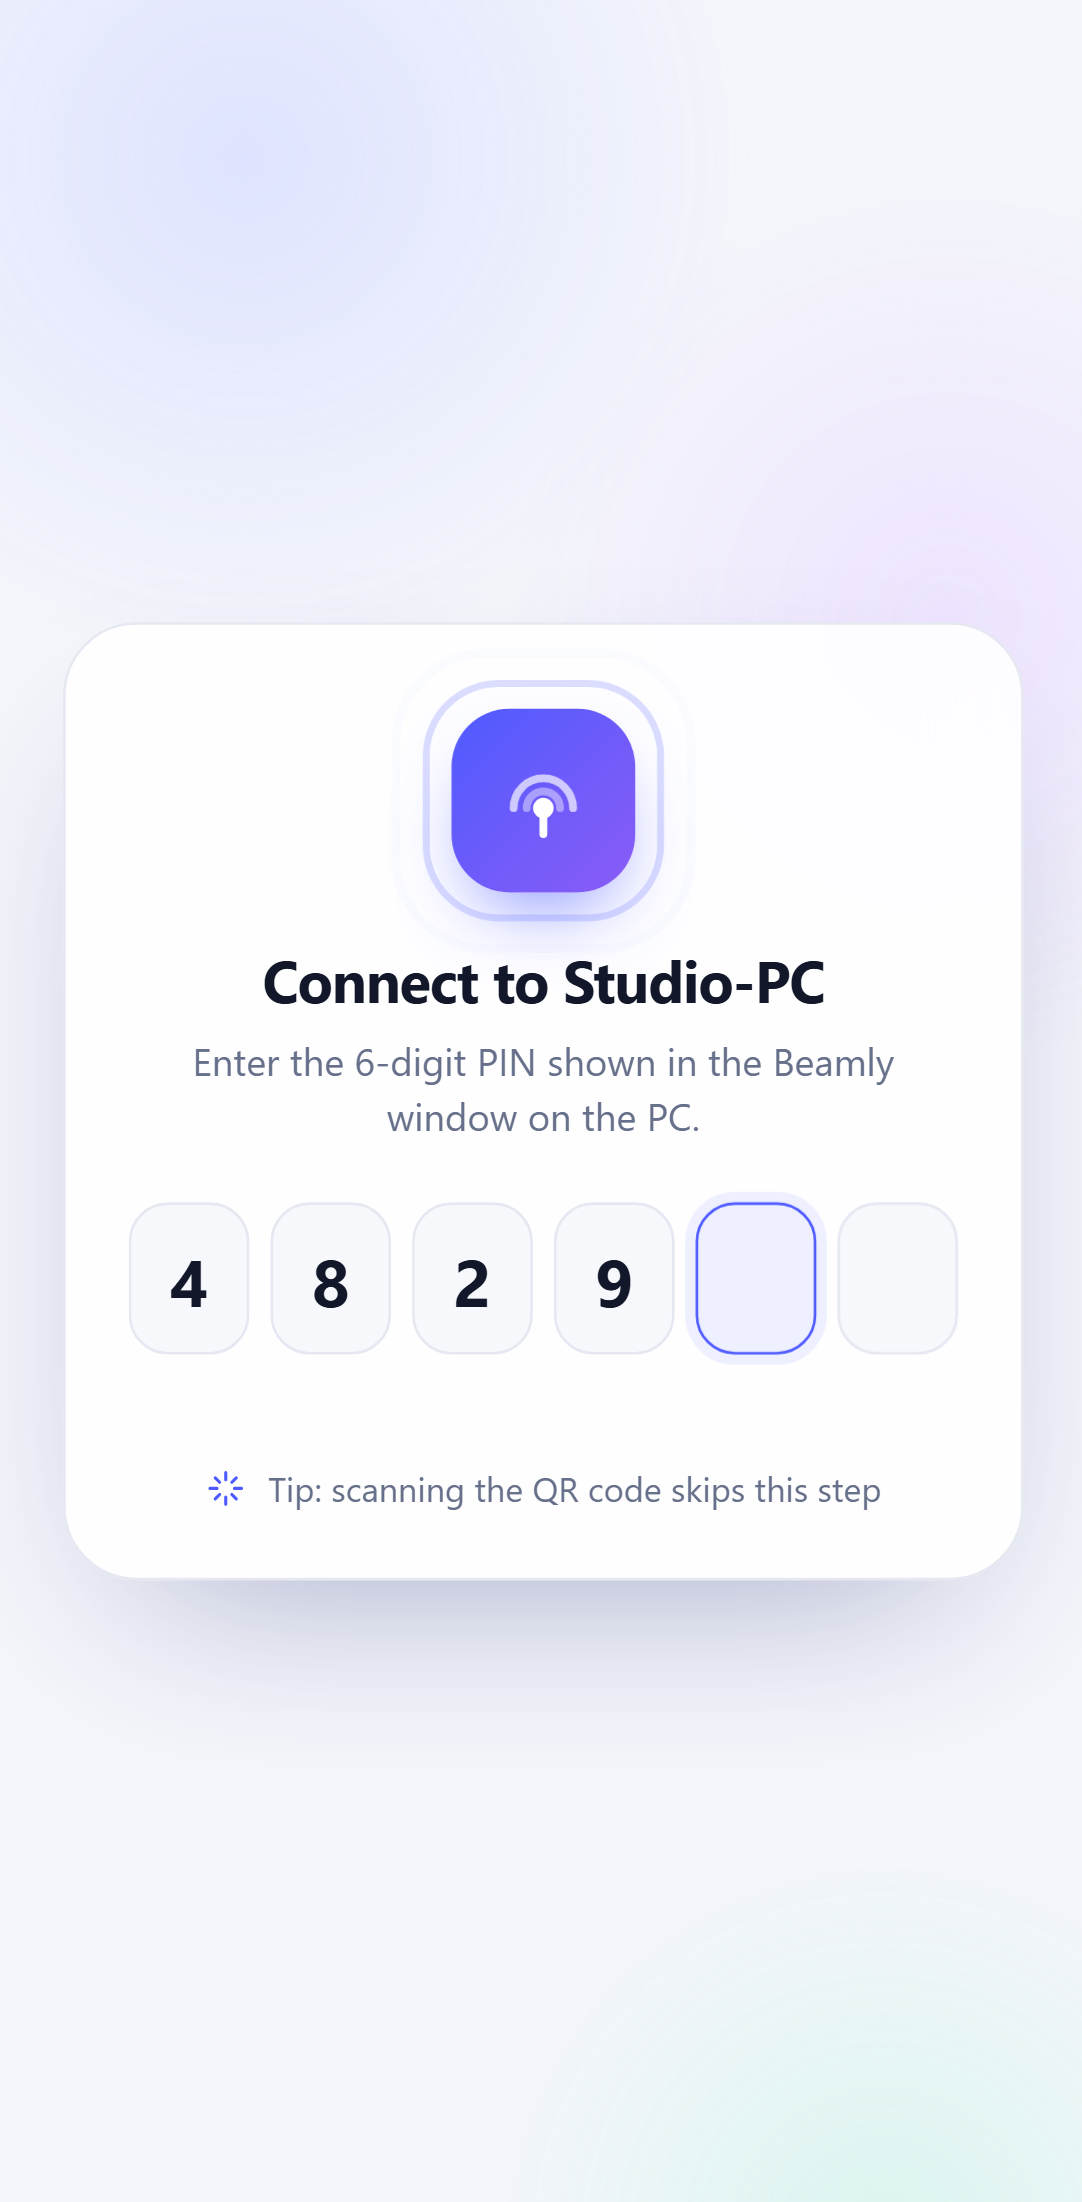 Connect to Studio-PC
Enter the 6-digit PIN shown in the Beamly
window on the PC.
4 8 2 9
Tip: scanning the QR code skips this step